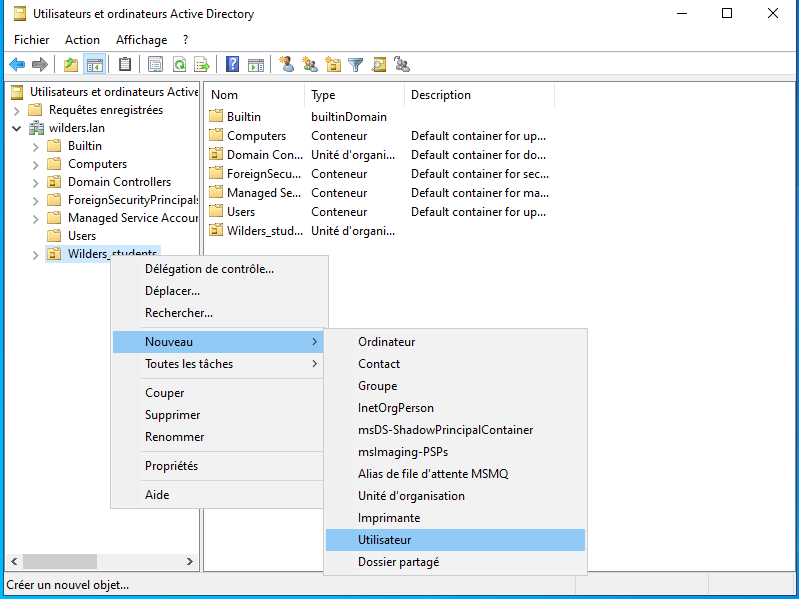 Utilisateurs et ordinateurs Active Directory
Fichier Action Affichage ?
Utilisateurs et ordinateurs Active
Requêtes enregistrées
wilders.lan
Builtin
Computers
Domain Controllers
ForeignSecurityPrincipals
Managed Service Accour
Users
Wilders_students
Nom Type Description
Builtin builtinDomain
Computers Conteneur Default container for up...
Domain Con... Unité d'organi... Default container for do...
ForeignSecu... Conteneur Default container for sec...
Managed Se... Conteneur Default container for ma...
Users Conteneur Default container for up...
Wilders_stud... Unité d'organi...
Délégation de contrôle...
Déplacer...
Rechercher...
Nouveau
Toutes les tâches
Couper
Supprimer
Renommer
Propriétés
Aide
Ordinateur
Contact
Groupe
InetOrgPerson
msDS-ShadowPrincipalContainer
msImaging-PSPs
Alias de file d'attente MSMQ
Unité d'organisation
Imprimante
Utilisateur
Dossier partagé
Créer un nouvel objet...